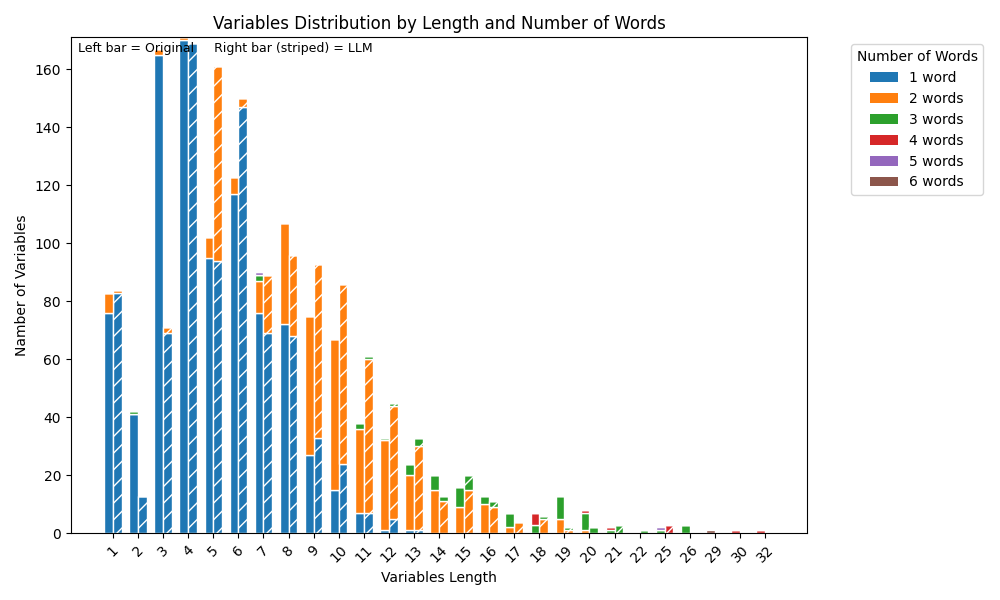 Variables Distribution by Length and Number of Words
Left bar = Original
Right bar (striped) = LLM
Number of Words
1 word
2 words
3 words
4 words
5 words
6 words
Namber of Variables
160
140
120
100
80
60
40
20
0
1 2 3 4 5 6 7 8 9 10 11 12 13 14 15 16 17 18 19 20 21 22 25 26 29 30 32
Variables Length